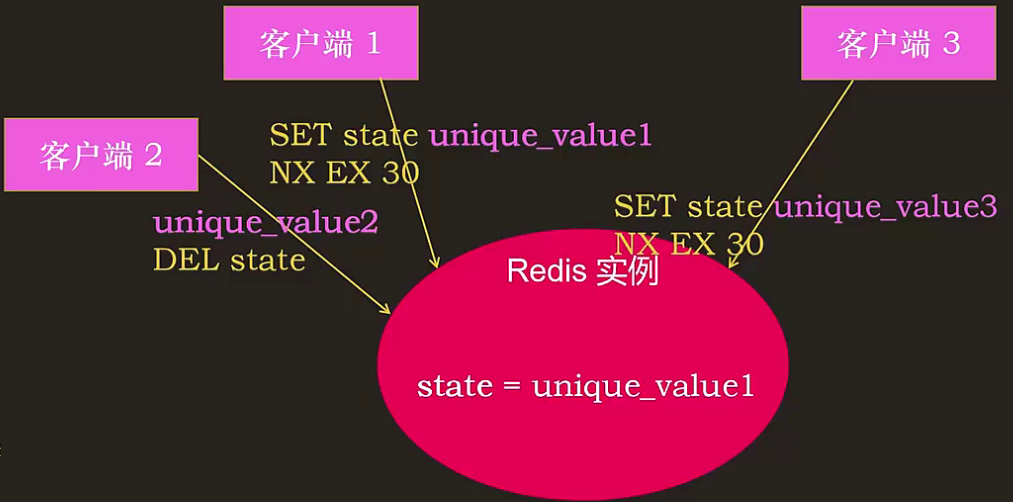 客户端 1
客户端 3
客户端 2
SET state unique_value1
NX EX 30
unique_value2
DEL state
SET state unique_value3
NX EX 30
Redis 实例
state = unique_value1